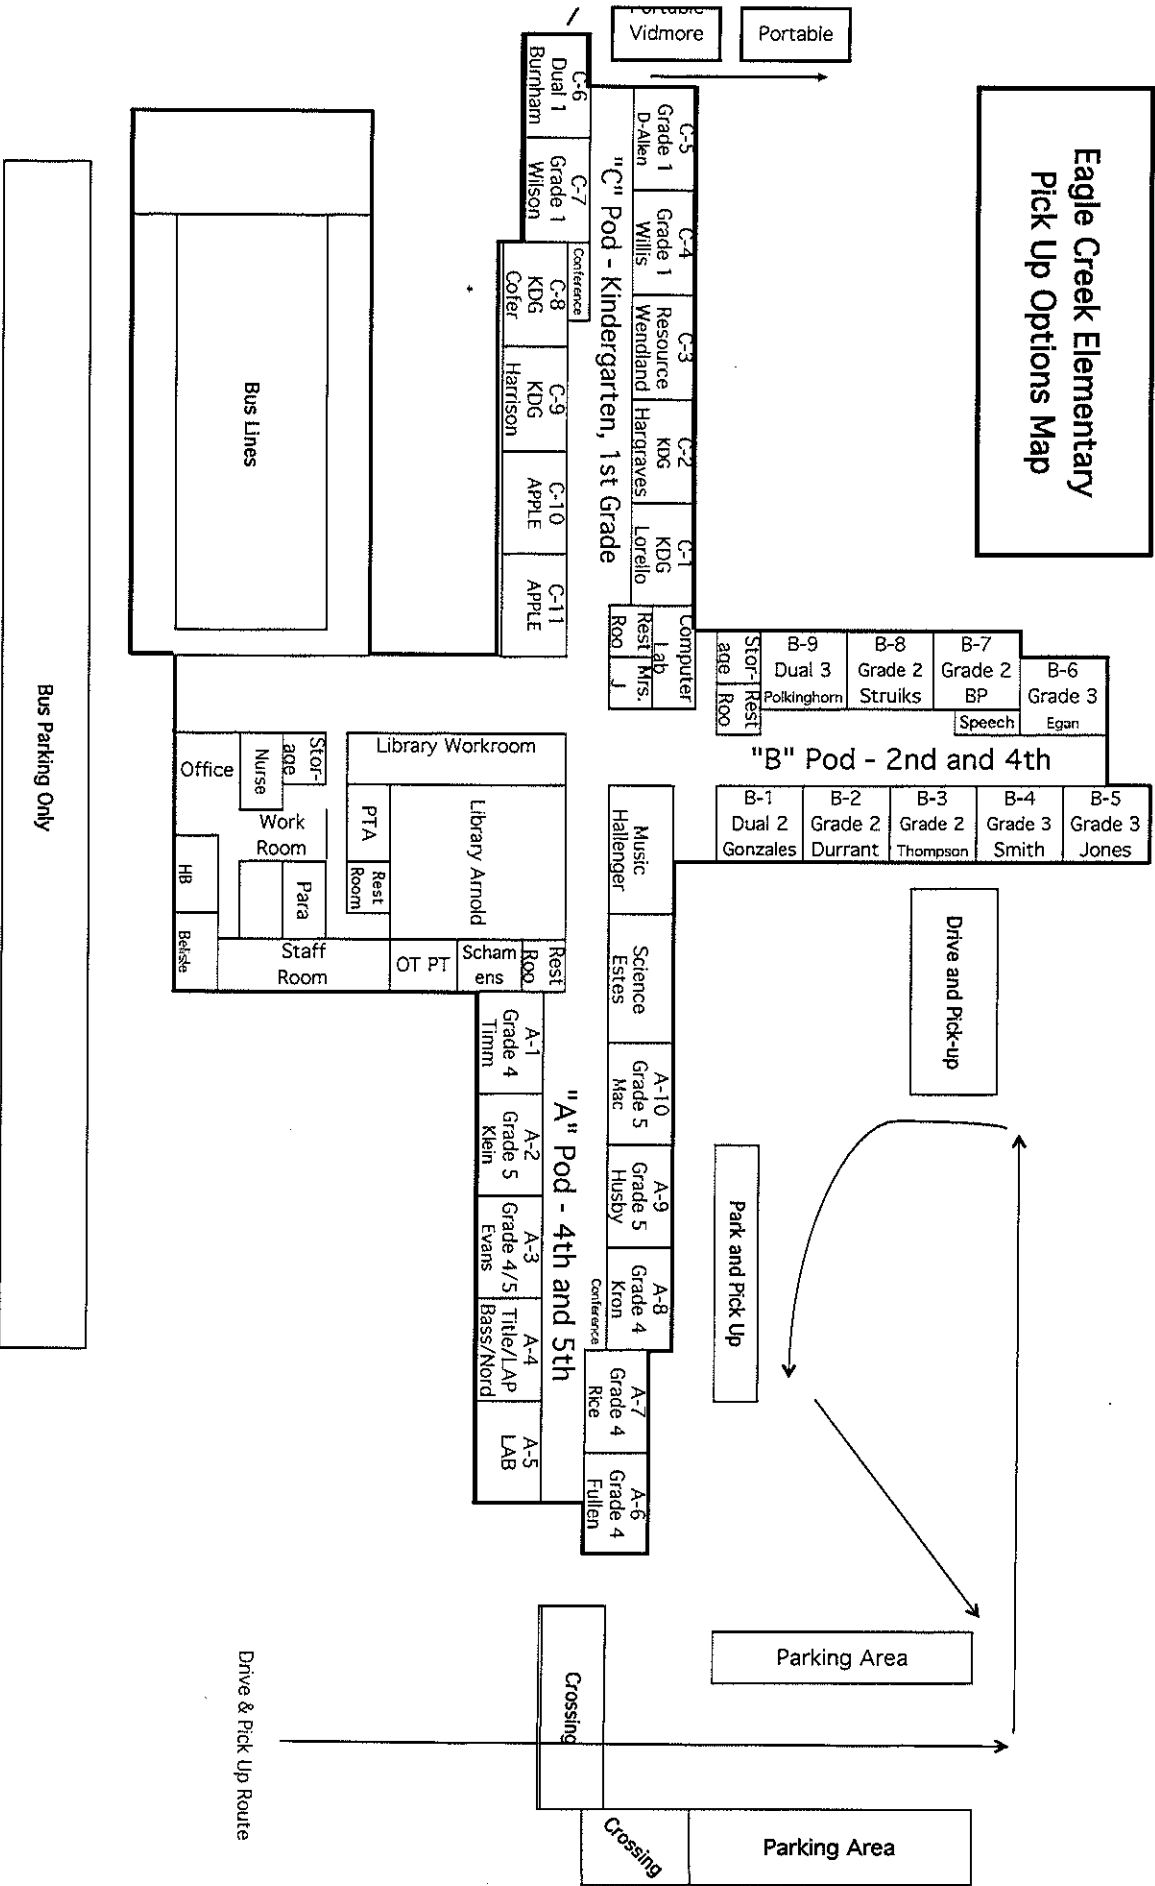 Eagle Creek Elementary
Pick Up Options Map
Portable
Vidmore
Portable
C-6
Dual 1
Burnham
C-7
Grade 1
Wilson
Conference
C-8
KDG
Cofer
C-9
KDG
Harrison
C-10
APPLE
C-11
APPLE
"C" Pod - Kindergarten, 1st Grade
C-5
Grade 1
D-Allen
C-4
Grade 1
Willis
C-3
Resource
Wendland
C-2
KDG
Hargraves
C-1
KDG
Lorello
Computer
Lab
Rest
Roo
Mrs.
J
Stor-
age
Rest
Roo
B-9
Dual 3
Polkinghorn
B-8
Grade 2
Struiks
B-7
Grade 2
BP
Speech
B-6
Grade 3
Egan
"B" Pod - 2nd and 4th
B-1
Dual 2
Gonzales
B-2
Grade 2
Durrant
B-3
Grade 2
Thompson
B-4
Grade 3
Smith
B-5
Grade 3
Jones
Bus Lines
Bus Parking Only
Office
Nurse
Stor-
age
Work
Room
HB
Belisle
Para
Staff
Room
Library Workroom
PTA
Rest
Room
Library Arnold
OT PT
Scham
ens
Rest
Roo
Music
Hallenger
Science
Estes
A-10
Grade 5
Mac
A-9
Grade 5
Husby
A-8
Grade 4
Kron
Conference
A-7
Grade 4
Rice
A-6
Grade 4
Fullen
"A" Pod - 4th and 5th
A-1
Grade 4
Timm
A-2
Grade 5
Klein
A-3
Grade 4/5
Evans
A-4
Title/LAP
Bass/Nord
A-5
LAB
Drive and Pick-up
Park and Pick Up
Parking Area
Crossing
Crossing
Parking Area
Drive & Pick Up Route